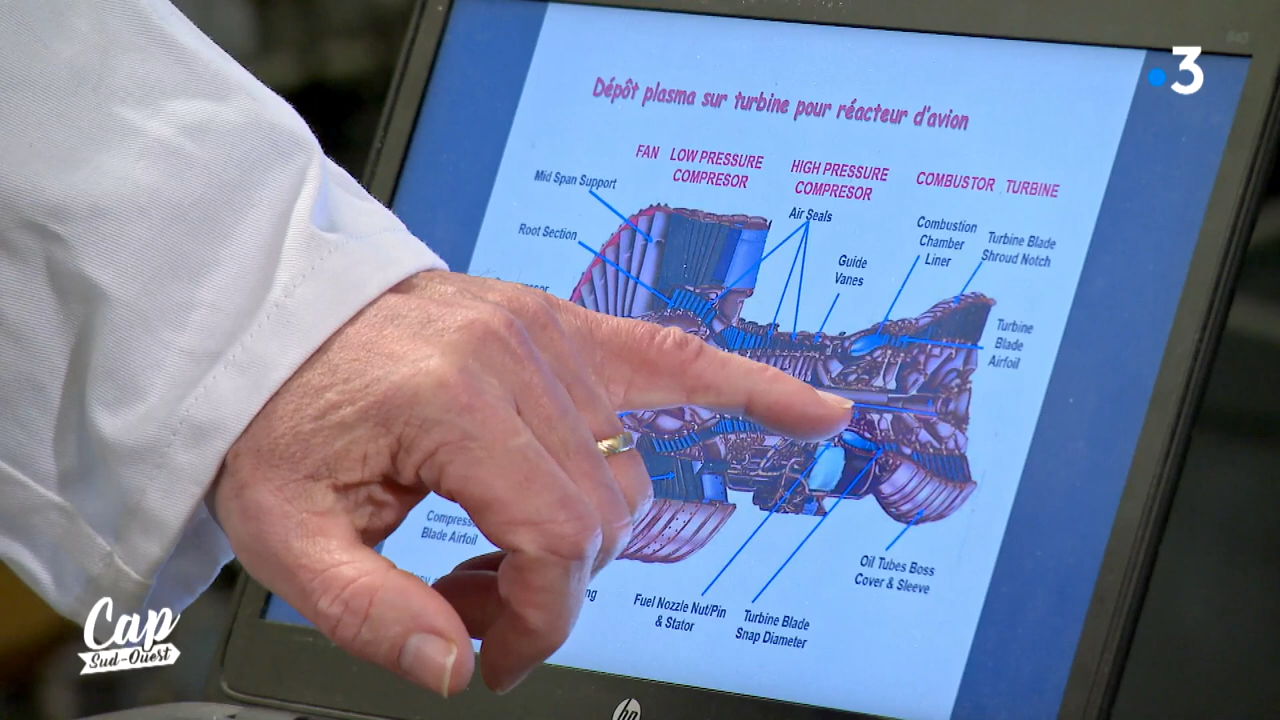 3
Dépôt plasma sur turbine pour réacteur d'avion
FAN LOW PRESSURE COMPRESOR
HIGH PRESSURE COMPRESOR
COMBUSTOR TURBINE
Mid Span Support
Root Section
Air Seals
Guide
Vanes
Combustion
Chamber
Liner
Turbine Blade
Shroud Notch
Turbine
Blade
Airfoil
Blade Airfoil
Fuel Nozzle Nut/Pin
& Stator
Turbine Blade
Snap Diameter
Oil Tubes Boss
Cover & Sleeve
Cap
Sud-Ouest
hp